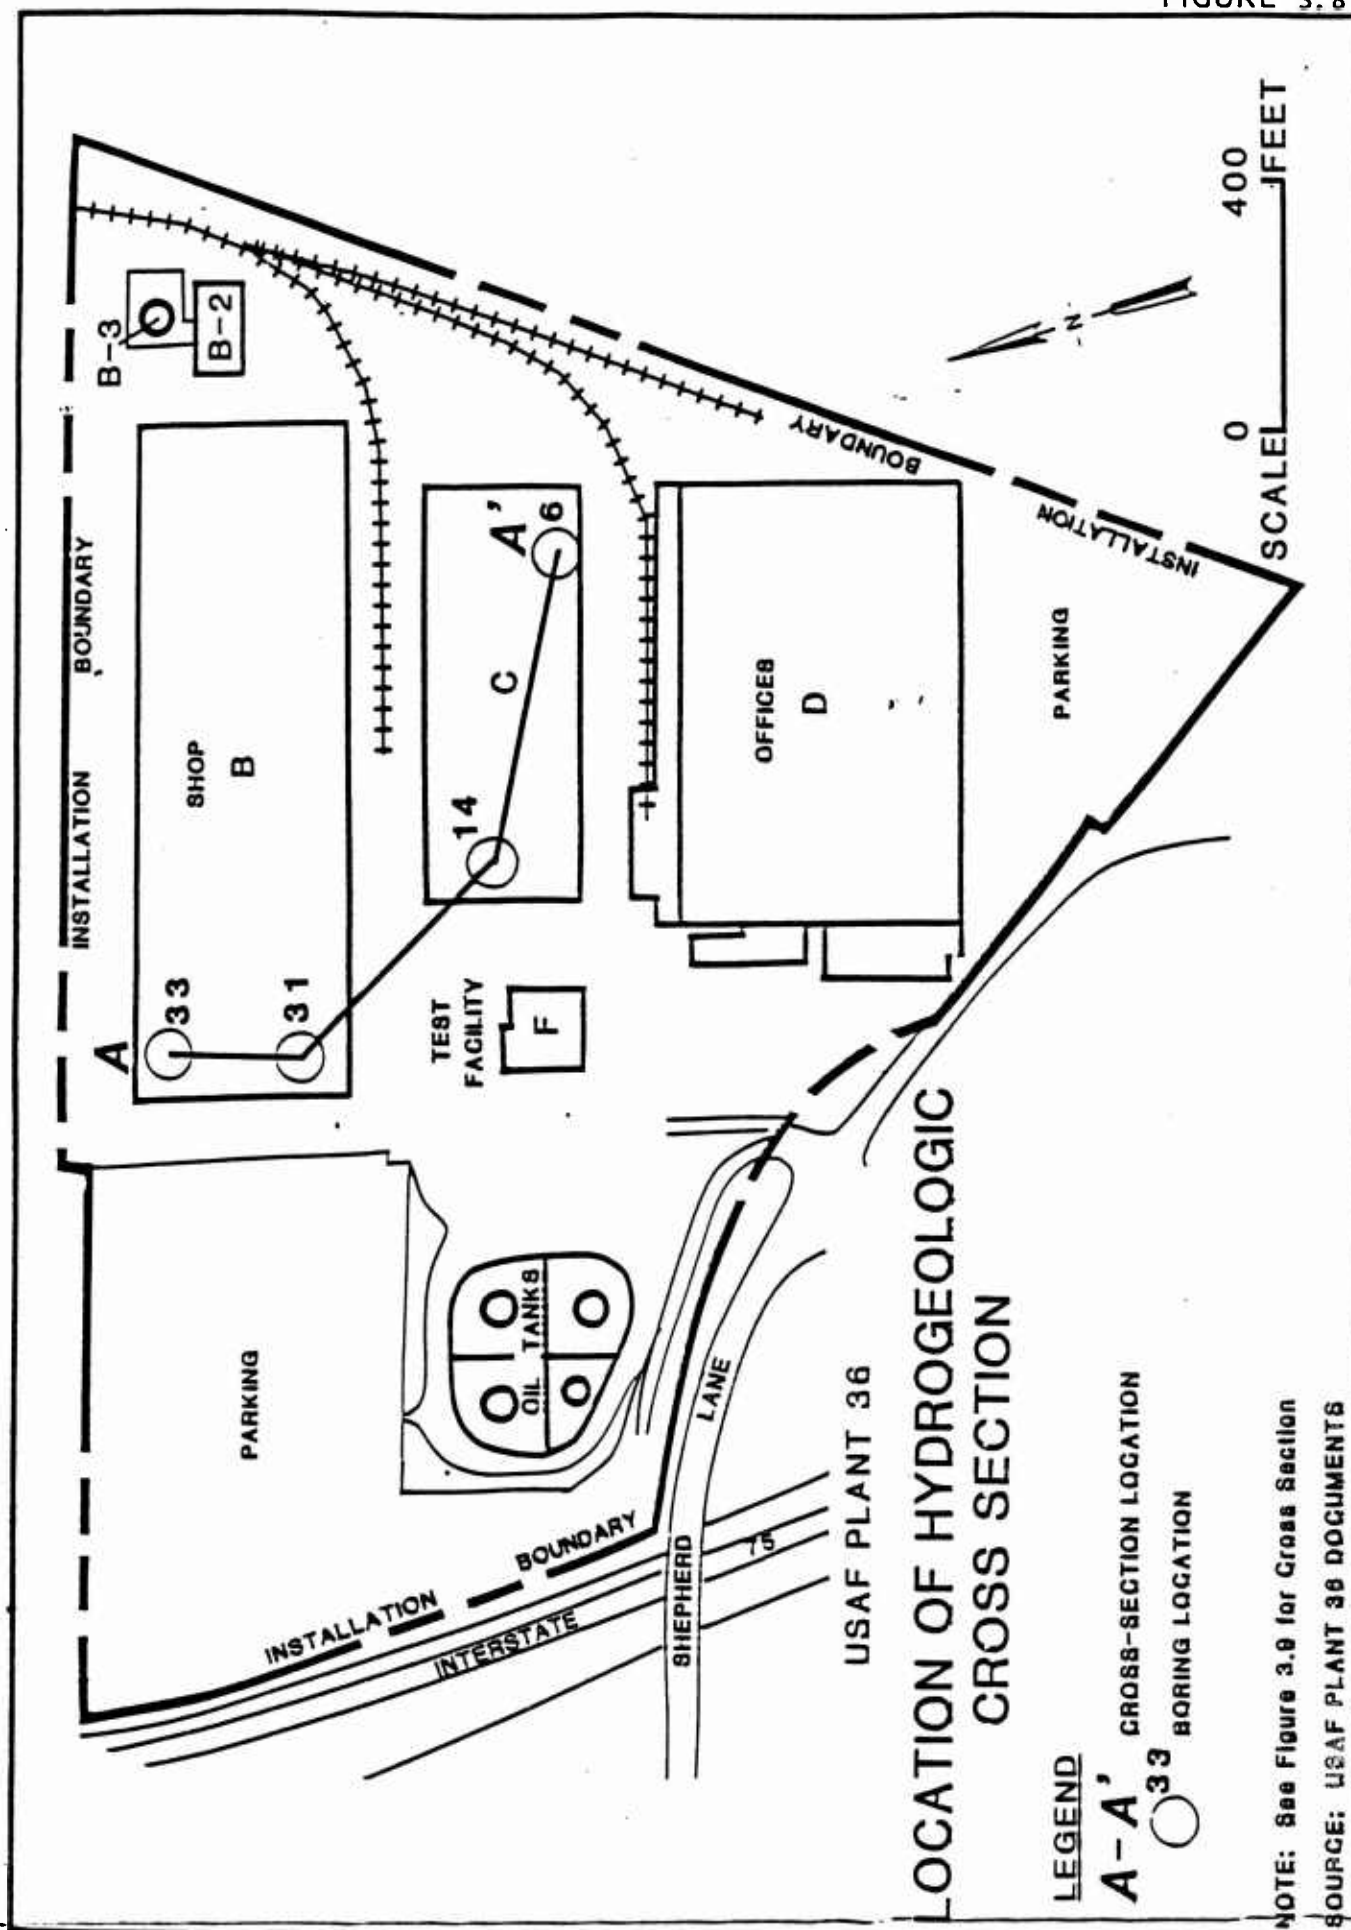 FIGURE 3.8
INSTALLATION BOUNDARY
B-3
B-2
SHOP
B
A
33
31
14
C
A'
6
TEST
FACILITY
F
OFFICES
D
PARKING
INSTALLATION BOUNDARY
PARKING
OIL TANKS
INSTALLATION BOUNDARY
INTERSTATE 75
SHEPHERD LANE
N
0 400
SCALE FEET
USAF PLANT 36
LOCATION OF HYDROGEOLOGIC
CROSS SECTION
LEGEND
A-A' CROSS-SECTION LOCATION
33 BORING LOCATION
NOTE: See Figure 3.9 for Cross Section
SOURCE: USAF PLANT 36 DOCUMENTS